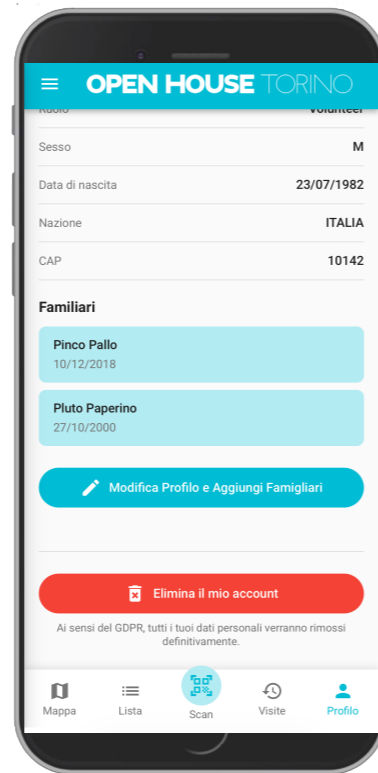 OPEN HOUSE TORINO
Ruolo Volunteer
Sesso M
Data di nascita 23/07/1982
Nazione ITALIA
CAP 10142
Familiari
Pinco Pallo
10/12/2018
Pluto Paperino
27/10/2000
Modifica Profilo e Aggiungi Famigliari
Elimina il mio account
Ai sensi del GDPR, tutti i tuoi dati personali verranno rimossi
definitivamente.
Mappa Lista Scan Visite Profilo